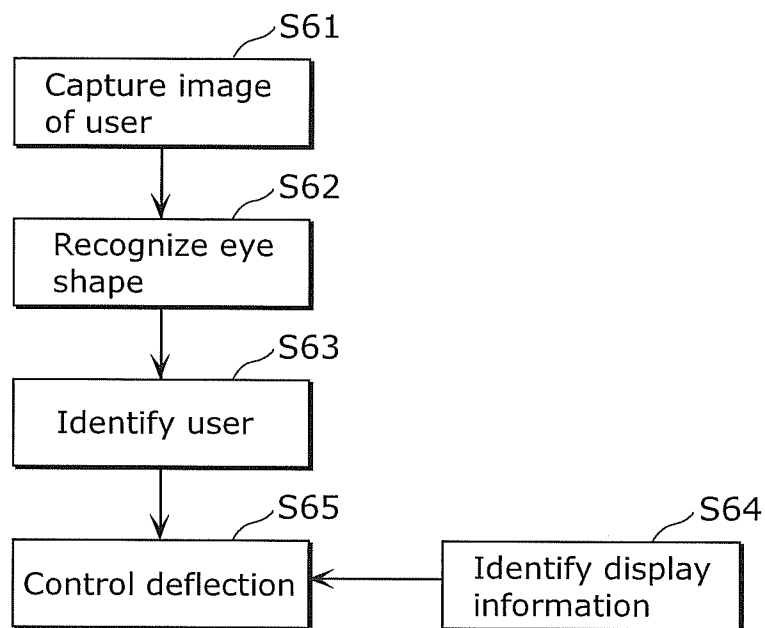 S61
Capture image
of user
S62
Recognize eye
shape
S63
Identify user
S65
Control deflection
S64
Identify display
information